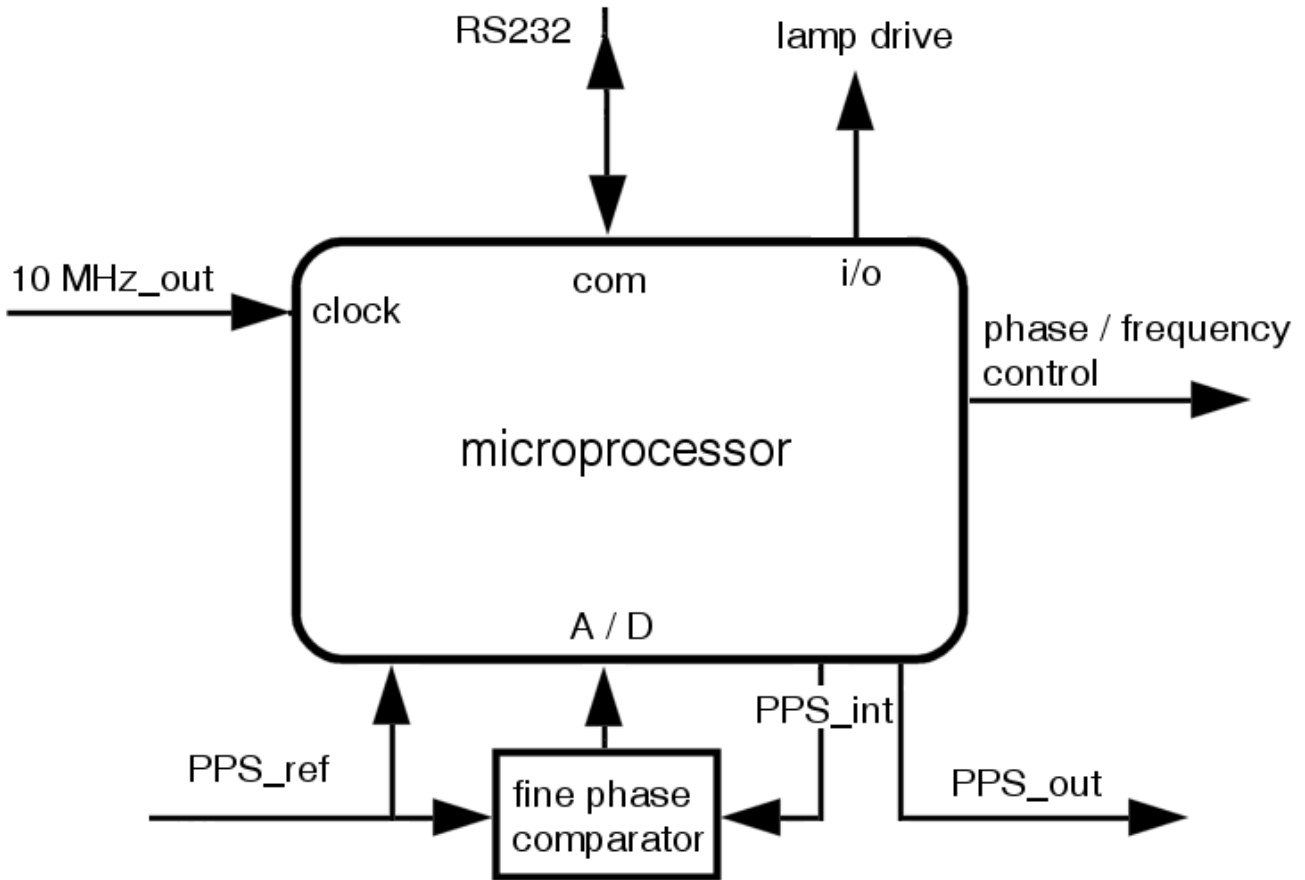 RS232
lamp drive
10 MHz_out
clock
com
i/o
phase / frequency
control
microprocessor
A / D
PPS_int
PPS_ref
fine phase
comparator
PPS_out